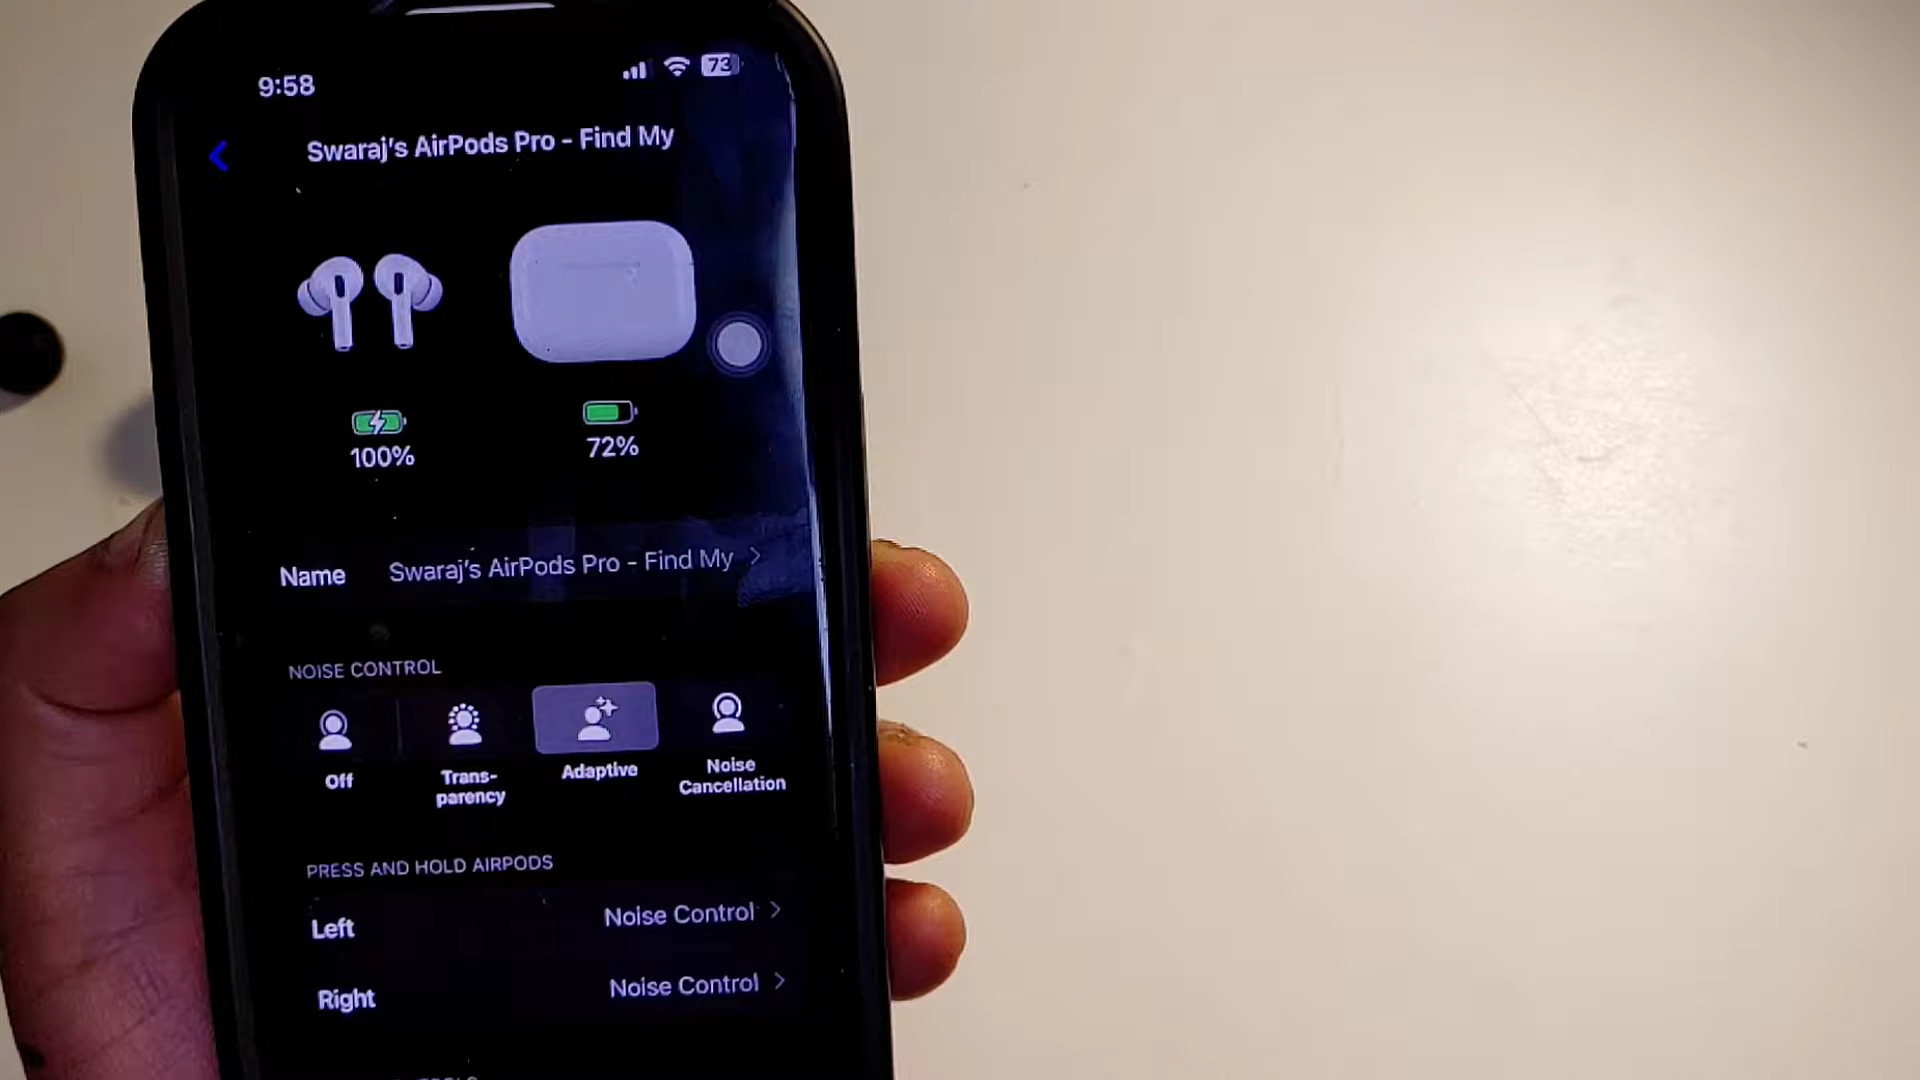 9:58
73
Swaraj's AirPods Pro - Find My
100%
72%
Name
Swaraj's AirPods Pro - Find My
NOISE CONTROL
Off
Trans-
parency
Adaptive
Noise
Cancellation
PRESS AND HOLD AIRPODS
Left
Noise Control
Right
Noise Control